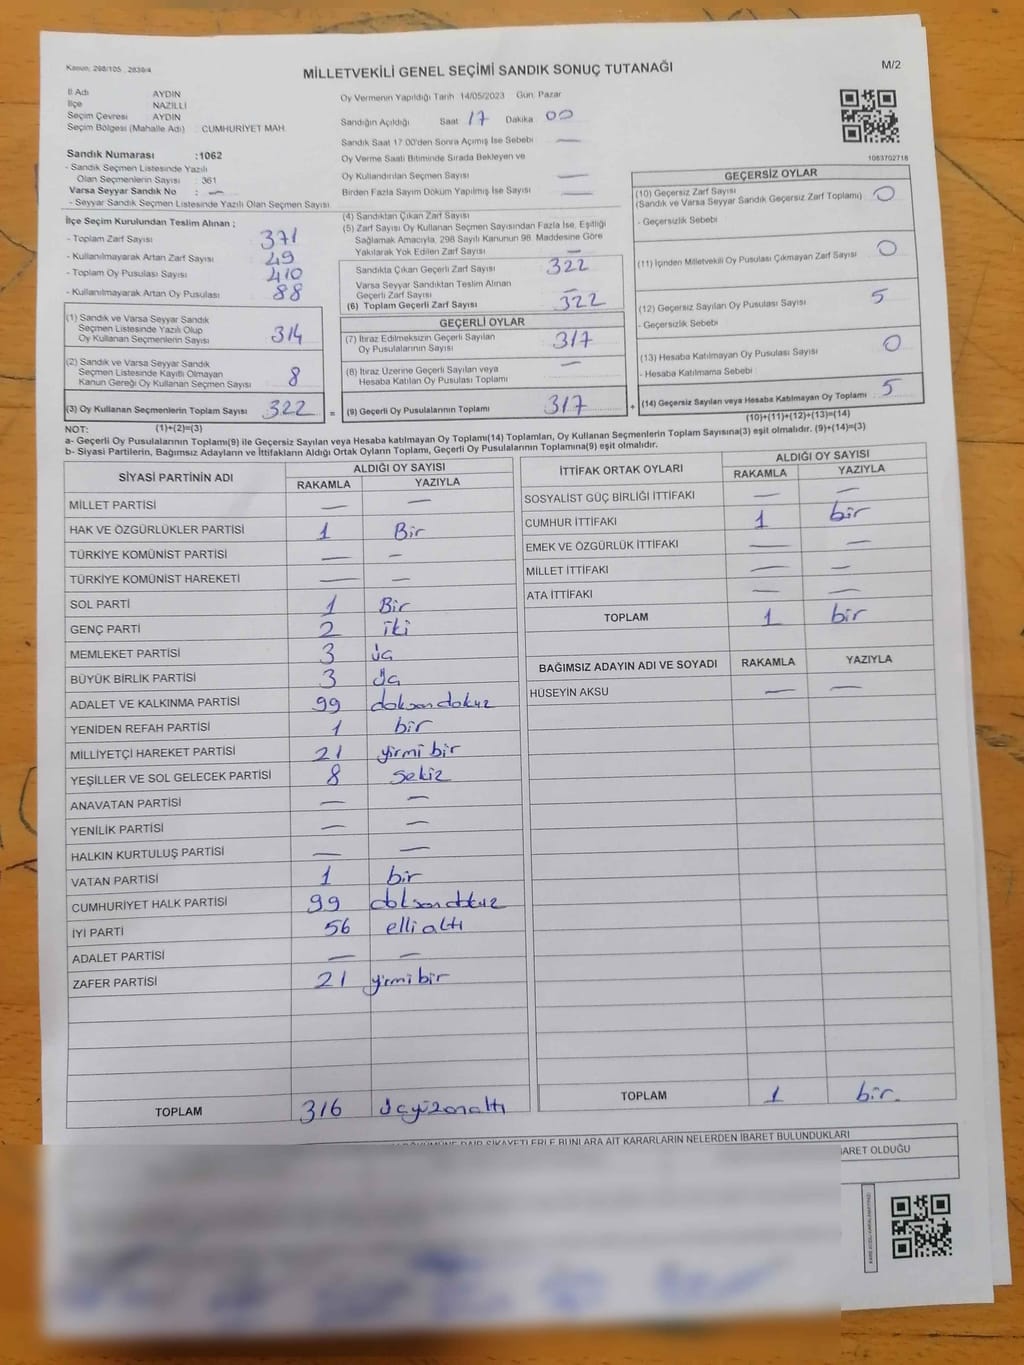 Kanun: 298/105 , 2839/4
MİLLETVEKİLİ GENEL SEÇİMİ SANDIK SONUÇ TUTANAĞI
M/2
İl Adı AYDIN
İlçe NAZİLLİ
Seçim Çevresi AYDIN
Seçim Bölgesi (Mahalle Adı) : CUMHURİYET MAH.
Sandık Numarası :1062
- Sandık Seçmen Listesinde Yazılı
Olan Seçmenlerin Sayısı : 361
Varsa Seyyar Sandık No : —
- Seyyar Sandık Seçmen Listesinde Yazılı Olan Seçmen Sayısı
Oy Vermenin Yapıldığı Tarih 14/05/2023 Gün: Pazar
Sandığın Açıldığı Saat 17 Dakika 00
Sandık Saat 17:00'den Sonra Açımış İse Sebebi —
Oy Verme Saati Bitiminde Sırada Bekleyen ve
Oy Kullandırılan Seçmen Sayısı —
Birden Fazla Sayım Döküm Yapılmış İse Sayısı —
1083702718
İlçe Seçim Kurulundan Teslim Alınan ;
- Toplam Zarf Sayısı 371
- Kullanılmayarak Artan Zarf Sayısı 49
- Toplam Oy Pusulası Sayısı 410
- Kullanılmayarak Artan Oy Pusulası 88
(1) Sandık ve Varsa Seyyar Sandık
Seçmen Listesinde Yazılı Olup
Oy Kullanan Seçmenlerin Sayısı 314
(2) Sandık ve Varsa Seyyar Sandık
Seçmen Listesinde Kayıtlı Olmayan
Kanun Gereği Oy Kullanan Seçmen Sayısı 8
(3) Oy Kullanan Seçmenlerin Toplam Sayısı 322 =
(4) Sandıktan Çıkan Zarf Sayısı
(5) Zarf Sayısı Oy Kullanan Seçmen Sayısından Fazla İse, Eşitliği
Sağlamak Amacıyla, 298 Sayılı Kanunun 98. Maddesine Göre
Yakılarak Yok Edilen Zarf Sayısı —
Sandıkta Çıkan Geçerli Zarf Sayısı 322
Varsa Seyyar Sandıktan Teslim Alınan
Geçerli Zarf Sayısı —
(6) Toplam Geçerli Zarf Sayısı 322
GEÇERLİ OYLAR
(7) İtiraz Edilmeksizin Geçerli Sayılan
Oy Pusulalarının Sayısı 317
(8) İtiraz Üzerine Geçerli Sayılan veya
Hesaba Katılan Oy Pusulası Toplamı —
(9) Geçerli Oy Pusulalarının Toplamı 317 +
GEÇERSİZ OYLAR
(10) Geçersiz Zarf Sayısı
(Sandık ve Varsa Seyyar Sandık Geçersiz Zarf Toplamı) 0
- Geçersizlik Sebebi
(11) İçinden Milletvekili Oy Pusulası Çıkmayan Zarf Sayısı 0
(12) Geçersiz Sayılan Oy Pusulası Sayısı 5
- Geçersizlik Sebebi
(13) Hesaba Katılmayan Oy Pusulası Sayısı 0
- Hesaba Katılmama Sebebi
(14) Geçersiz Sayılan veya Hesaba Katılmayan Oy Toplamı 5
(10)+(11)+(12)+(13)=(14)
NOT: (1)+(2)=(3)
a- Geçerli Oy Pusulalarının Toplamı(9) ile Geçersiz Sayılan veya Hesaba katılmayan Oy Toplamı(14) Toplamları, Oy Kullanan Seçmenlerin Toplam Sayısına(3) eşit olmalıdır. (9)+(14)=(3)
b- Siyasi Partilerin, Bağımsız Adayların ve İttifakların Aldığı Ortak Oyların Toplamı, Geçerli Oy Pusulalarının Toplamına(9) eşit olmalıdır.
SİYASİ PARTİNİN ADI ALDIĞI OY SAYISI
RAKAMLA YAZIYLA
MİLLET PARTİSİ — —
HAK VE ÖZGÜRLÜKLER PARTİSİ 1 Bir
TÜRKİYE KOMÜNİST PARTİSİ — —
TÜRKİYE KOMÜNİST HAREKETİ — —
SOL PARTİ 1 Bir
GENÇ PARTİ 2 iki
MEMLEKET PARTİSİ 3 üç
BÜYÜK BİRLİK PARTİSİ 3 üç
ADALET VE KALKINMA PARTİSİ 99 doksandokuz
YENİDEN REFAH PARTİSİ 1 bir
MİLLİYETÇİ HAREKET PARTİSİ 21 yirmi bir
YEŞİLLER VE SOL GELECEK PARTİSİ 8 sekiz
ANAVATAN PARTİSİ — —
YENİLİK PARTİSİ — —
HALKIN KURTULUŞ PARTİSİ — —
VATAN PARTİSİ 1 bir
CUMHURİYET HALK PARTİSİ 99 doksandokuz
İYİ PARTİ 56 elli altı
ADALET PARTİSİ — —
ZAFER PARTİSİ 21 yirmi bir
TOPLAM 316 üçyüzonaltı
İTTİFAK ORTAK OYLARI ALDIĞI OY SAYISI
RAKAMLA YAZIYLA
SOSYALİST GÜÇ BİRLİĞİ İTTİFAKI — —
CUMHUR İTTİFAKI 1 bir
EMEK VE ÖZGÜRLÜK İTTİFAKI — —
MİLLET İTTİFAKI — —
ATA İTTİFAKI — —
TOPLAM 1 bir
BAĞIMSIZ ADAYIN ADI VE SOYADI RAKAMLA YAZIYLA
HÜSEYİN AKSU — —
TOPLAM 1 bir.
DÖKÜMÜNE DAİR ŞİKAYETLERLE BUNLARA AİT KARARLARIN NELERDEN İBARET BULUNDUKLARI
İBARET OLDUĞU